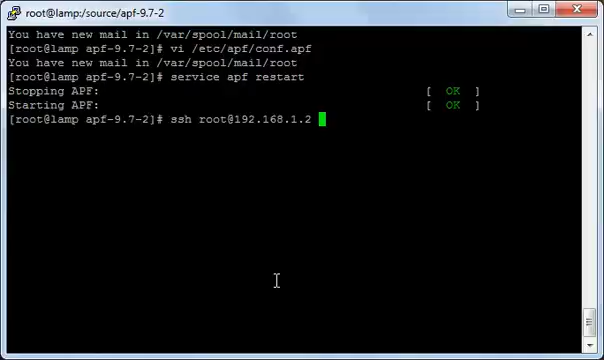 root@lamp:/source/apf-9.7-2
You have new mail in /var/spool/mail/root
[root@lamp apf-9.7-2]# vi /etc/apf/conf.apf
You have new mail in /var/spool/mail/root
[root@lamp apf-9.7-2]# service apf restart
Stopping APF: [ OK ]
Starting APF: [ OK ]
[root@lamp apf-9.7-2]# ssh root@192.168.1.2